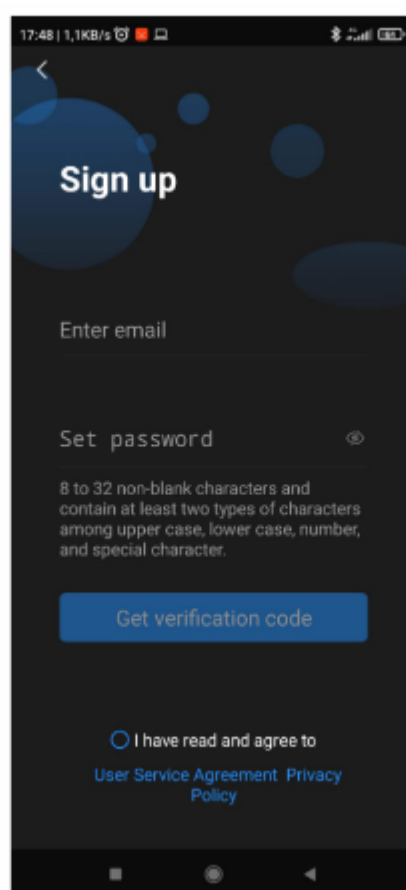 17:48 | 1,1KB/s
Sign up
Enter email
Set password
8 to 32 non-blank characters and
contain at least two types of characters
among upper case, lower case, number,
and special character.
Get verification code
I have read and agree to
User Service Agreement Privacy
Policy